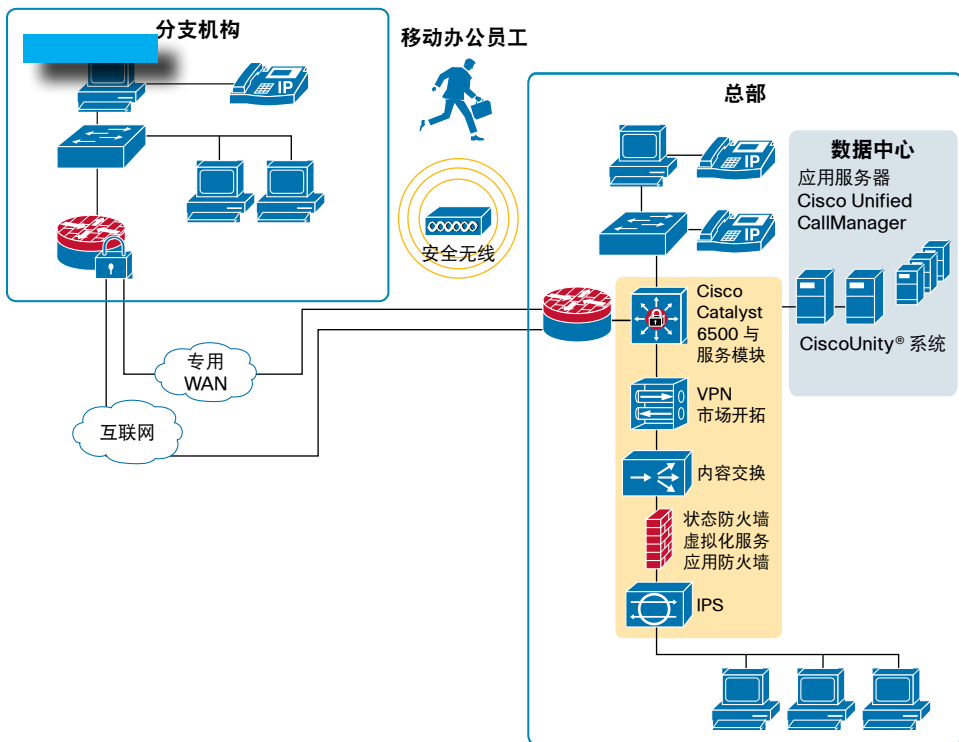 分支机构
IP
移动办公员工
安全无线
专用
WAN
互联网
总部
IP
IP
数据中心
应用服务器
Cisco Unified
CallManager
CiscoUnity® 系统
Cisco
Catalyst
6500 与
服务模块
VPN
市场开拓
内容交换
状态防火墙
虚拟化服务
应用防火墙
IPS